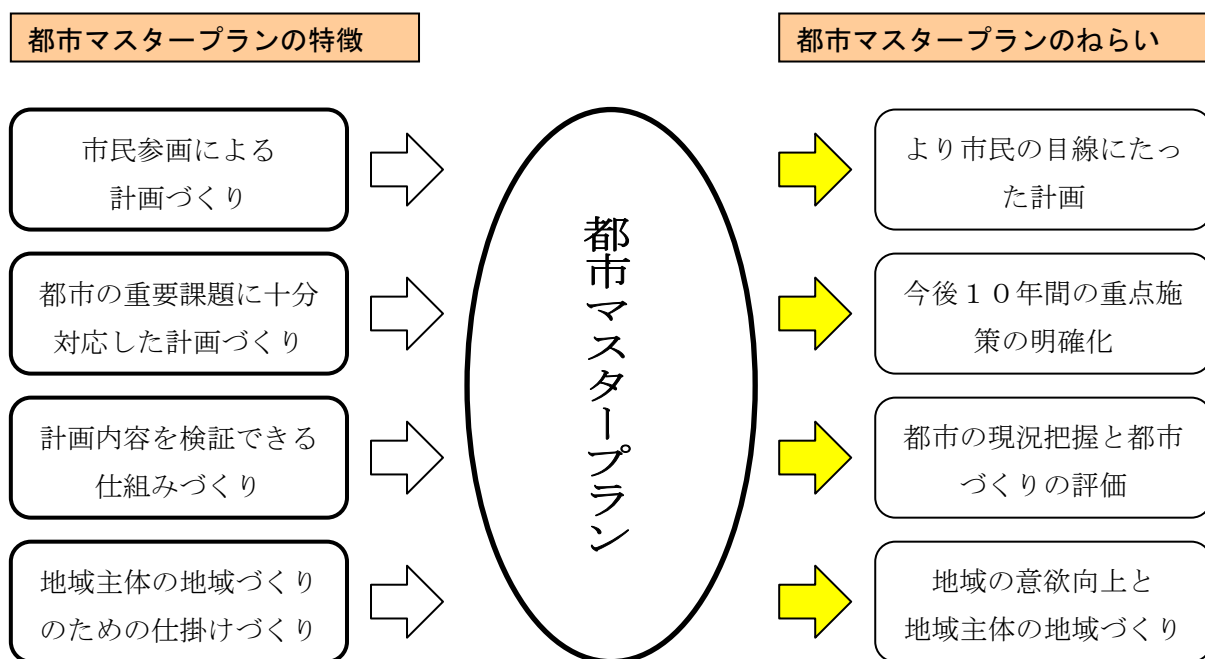 都市マスタープランの特徴
市民参画による
計画づくり
都市の重要課題に十分
対応した計画づくり
計画内容を検証できる
仕組みづくり
地域主体の地域づくり
のための仕掛けづくり
都市マスタープラン
都市マスタープランのねらい
より市民の目線にたっ
た計画
今後１０年間の重点施
策の明確化
都市の現況把握と都市
づくりの評価
地域の意欲向上と
地域主体の地域づくり